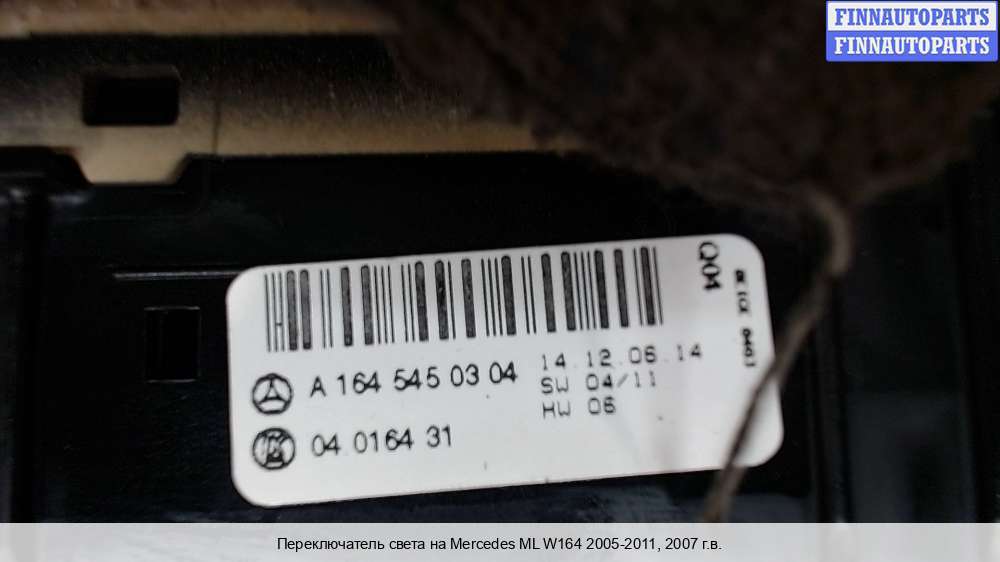 FINNAUTOPARTS
FINNAUTOPARTS
Q04
A 164 545 03 04
14.12.06.14
SW 04/11
HW 06
04 0164 31
Переключатель света на Mercedes ML W164 2005-2011, 2007 г.в.